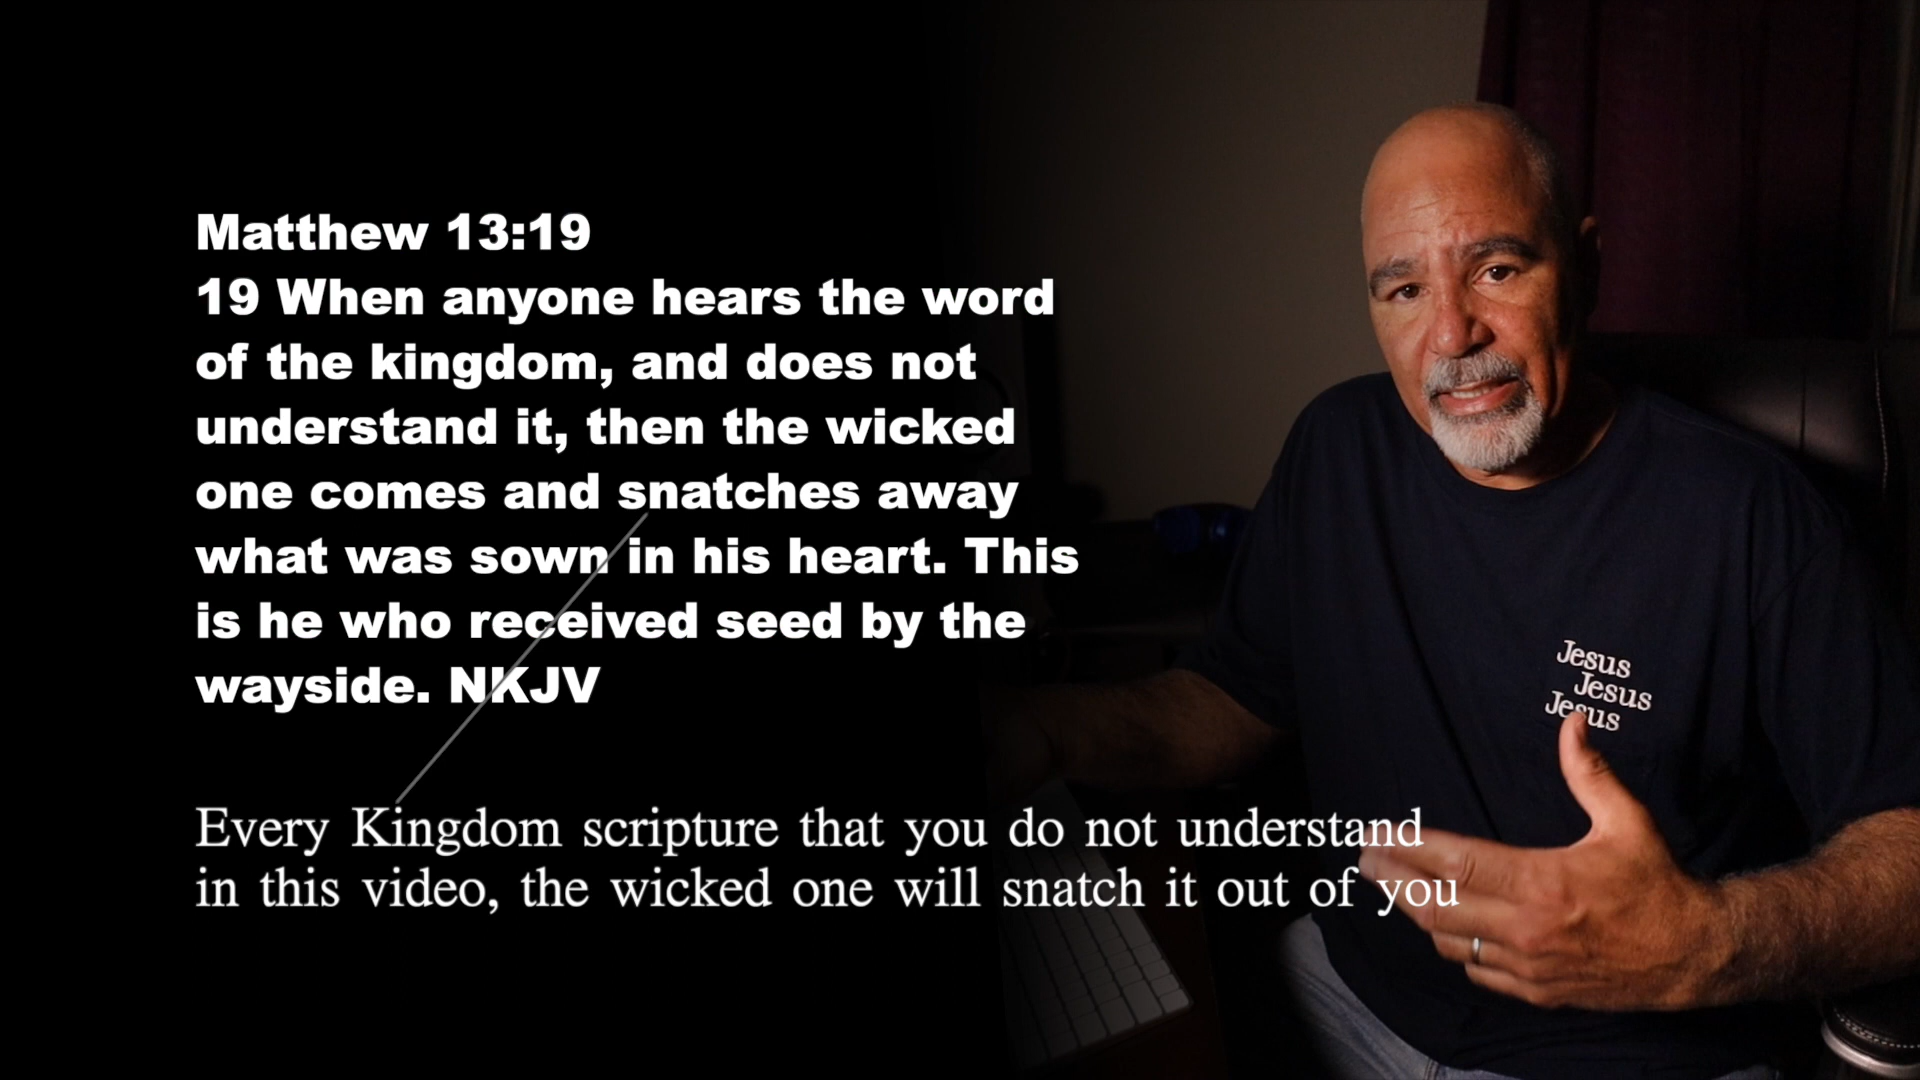 Matthew 13:19
19 When anyone hears the word
of the kingdom, and does not
understand it, then the wicked
one comes and snatches away
what was sown in his heart. This
is he who received seed by the
wayside. NKJV
Every Kingdom scripture that you do not understand
in this video, the wicked one will snatch it out of you
Jesus
Jesus
Jesus